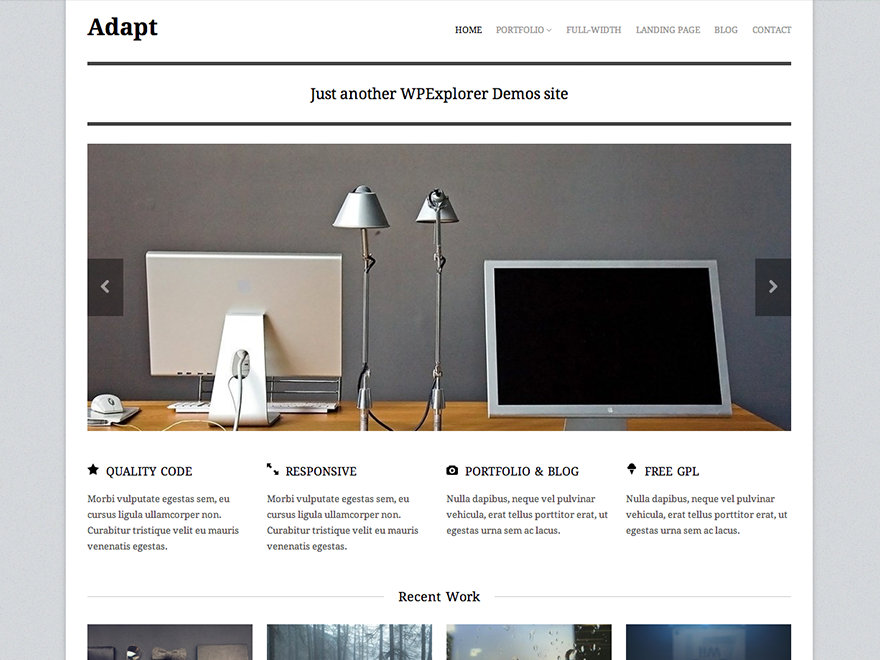 Adapt
HOME PORTFOLIO FULL-WIDTH LANDING PAGE BLOG CONTACT
Just another WPExplorer Demos site
QUALITY CODE
Morbi vulputate egestas sem, eu
cursus ligula ullamcorper non.
Curabitur tristique velit eu mauris
venenatis egestas.
RESPONSIVE
Morbi vulputate egestas sem, eu
cursus ligula ullamcorper non.
Curabitur tristique velit eu mauris
venenatis egestas.
PORTFOLIO & BLOG
Nulla dapibus, neque vel pulvinar
vehicula, erat tellus porttitor erat, ut
egestas urna sem ac lacus.
FREE GPL
Nulla dapibus, neque vel pulvinar
vehicula, erat tellus porttitor erat, ut
egestas urna sem ac lacus.
Recent Work